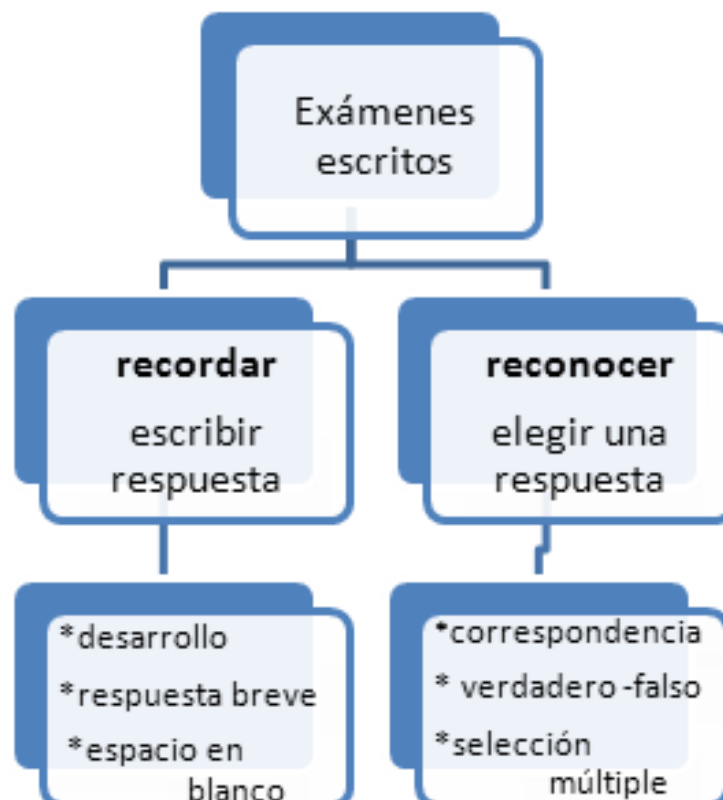 Exámenes
escritos
recordar
escribir
respuesta
reconocer
elegir una
respuesta
*desarrollo
*respuesta breve
*espacio en
blanco
*correspondencia
* verdadero-falso
*selección
múltiple